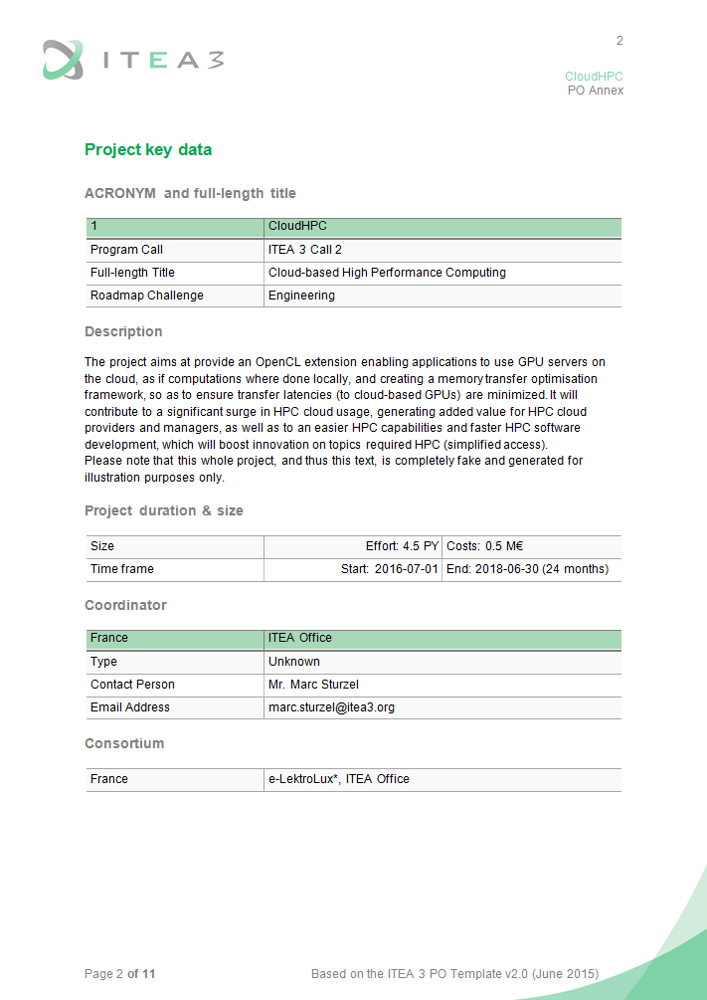 2
ITEA3
CloudHPC
PO Annex
Project key data
ACRONYM and full-length title
1 CloudHPC
Program Call ITEA 3 Call 2
Full-length Title Cloud-based High Performance Computing
Roadmap Challenge Engineering
Description
The project aims at provide an OpenCL extension enabling applications to use GPU servers on
the cloud, as if computations where done locally, and creating a memory transfer optimisation
framework, so as to ensure transfer latencies (to cloud-based GPUs) are minimized. It will
contribute to a significant surge in HPC cloud usage, generating added value for HPC cloud
providers and managers, as well as to an easier HPC capabilities and faster HPC software
development, which will boost innovation on topics required HPC (simplified access).
Please note that this whole project, and thus this text, is completely fake and generated for
illustration purposes only.
Project duration & size
Size Effort: 4.5 PY Costs: 0.5 M€
Time frame Start: 2016-07-01 End: 2018-06-30 (24 months)
Coordinator
France ITEA Office
Type Unknown
Contact Person Mr. Marc Sturzel
Email Address marc.sturzel@itea3.org
Consortium
France e-LektroLux*, ITEA Office
Page 2 of 11 Based on the ITEA 3 PO Template v2.0 (June 2015)